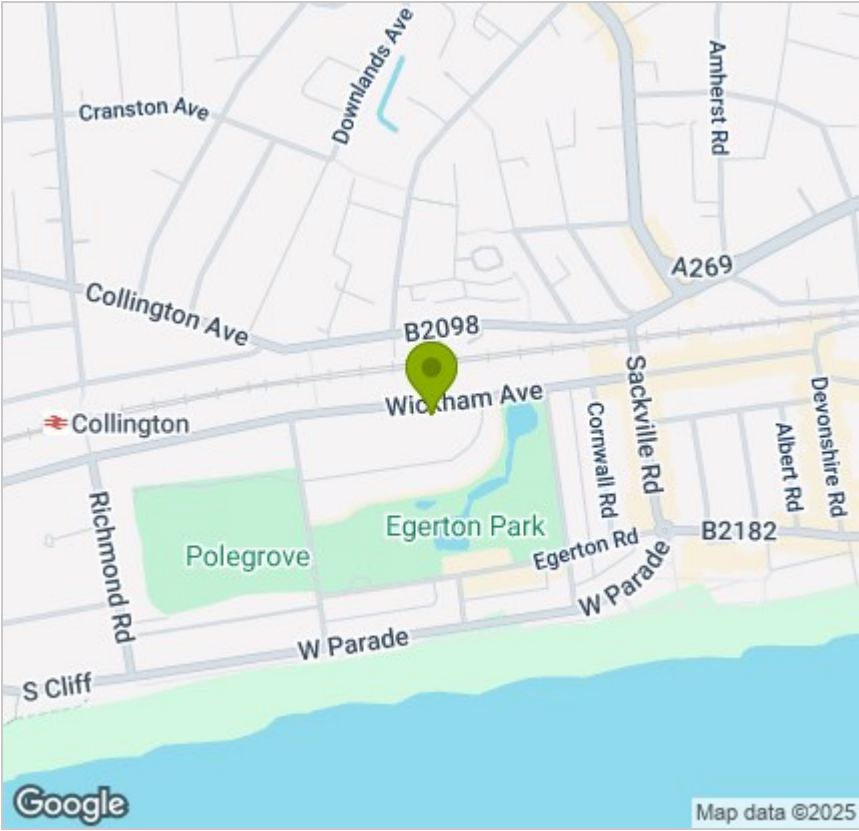 Downlands Ave
Amherst Rd
Cranston Ave
A269
Collington Ave
B2098
Wickham Ave
Collington
Sackville Rd
Devonshire Rd
Cornwall Rd
Albert Rd
Richmond Rd
Egerton Park
B2182
Polegrove
Egerton Rd
W Parade
W Parade
S Cliff
Google
Map data ©2025